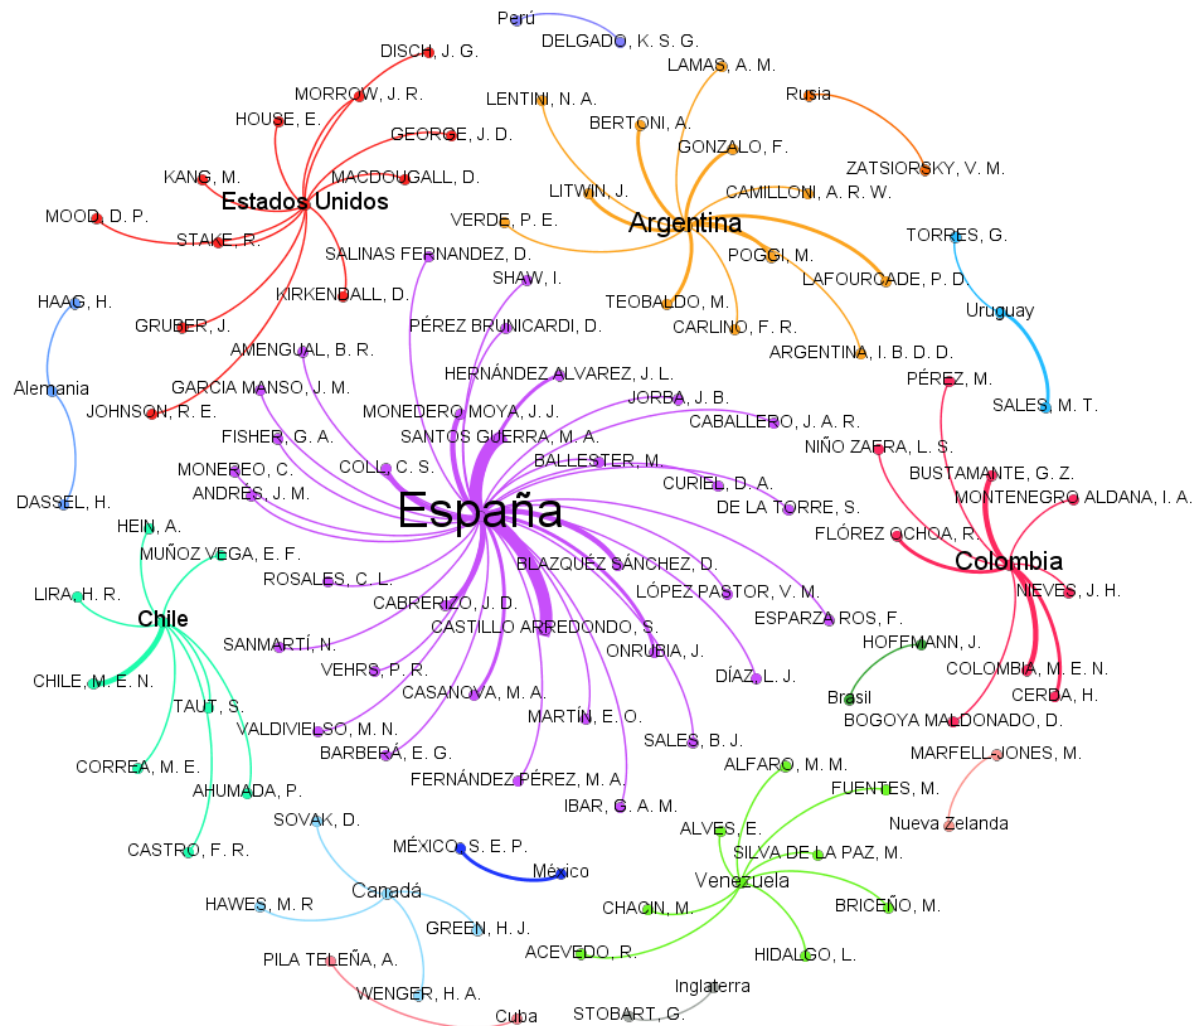 Perú
DELGADO, K. S. G.
DISCH, J. G.
LAMAS, A. M.
MORROW, J. R.
LENTINI, N. A.
Rusia
HOUSE, E.
BERTONI, A.
GEORGE, J. D.
GONZALO, F.
ZATSIORSKY, V. M.
KANG, M.
MACDOUGALL, D.
LITWIN, J.
CAMILLONI, A. R. W.
Estados Unidos
MOOD, D. P.
VERDE, P. E.
Argentina
TORRES, G.
STAKE, R.
SALINAS FERNANDEZ, D.
POGGI, M.
SHAW, I.
LAFOURCADE, P. D.
KIRKENDALL, D.
HAAG, H.
TEOBALDO, M.
Uruguay
GRUBER, J.
PÉREZ BRUNICARDI, D.
CARLINO, F. R.
AMENGUAL, B. R.
ARGENTINA, I. B. D. D.
HERNÁNDEZ ALVAREZ, J. L.
PÉREZ, M.
Alemania
GARCIA MANSO, J. M.
JORBA, J. B.
SALES, M. T.
JOHNSON, R. E.
MONEDERO MOYA, J. J.
CABALLERO, J. A. R.
FISHER, G. A.
SANTOS GUERRA, M. A.
NIÑO ZAFRA, L. S.
MONEREO, C.
COLL, C. S.
BALLESTER, M.
BUSTAMANTE, G. Z.
CURIEL, D. A.
ANDRÉS, J. M.
MONTENEGRO ALDANA, I. A.
DASSEL, H.
España
DE LA TORRE, S.
HEIN, A.
FLÓREZ OCHOA, R.
MUÑOZ VEGA, E. F.
BLAZQUÉZ SÁNCHEZ, D.
Colombia
ROSALES, C. L.
LÓPEZ PASTOR, V. M.
NIEVES, J. H.
LIRA, H. R.
CABRERIZO, J. D.
Chile
ESPARZA ROS, F.
CASTILLO ARREDONDO, S.
SANMARTÍ, N.
ONRUBIA, J.
HOFFMANN, J.
VEHRS, P. R.
COLOMBIA, M. E. N.
DÍAZ, L. J.
CHILE, M. E. N.
CASANOVA, M. A.
Brasil
CERDA, H.
TAUT, S.
MARTÍN, E. O.
BOGOYA MALDONADO, D.
VALDIVIELSO, M. N.
SALES, B. J.
BARBERÁ, E. G.
MARFELL-JONES, M.
ALFARO, M. M.
CORREA, M. E.
FERNÁNDEZ PÉREZ, M. A.
FUENTES, M.
AHUMADA, P.
IBAR, G. A. M.
SOVAK, D.
Nueva Zelanda
ALVES, E.
MÉXICO, S. E. P.
CASTRO, F. R.
SILVA DE LA PAZ, M.
México
Venezuela
Canadá
HAWES, M. R
CHACIN, M.
BRICEÑO, M.
GREEN, H. J.
ACEVEDO, R.
HIDALGO, L.
PILA TELEÑA, A.
Inglaterra
WENGER, H. A.
Cuba
STOBART, G.